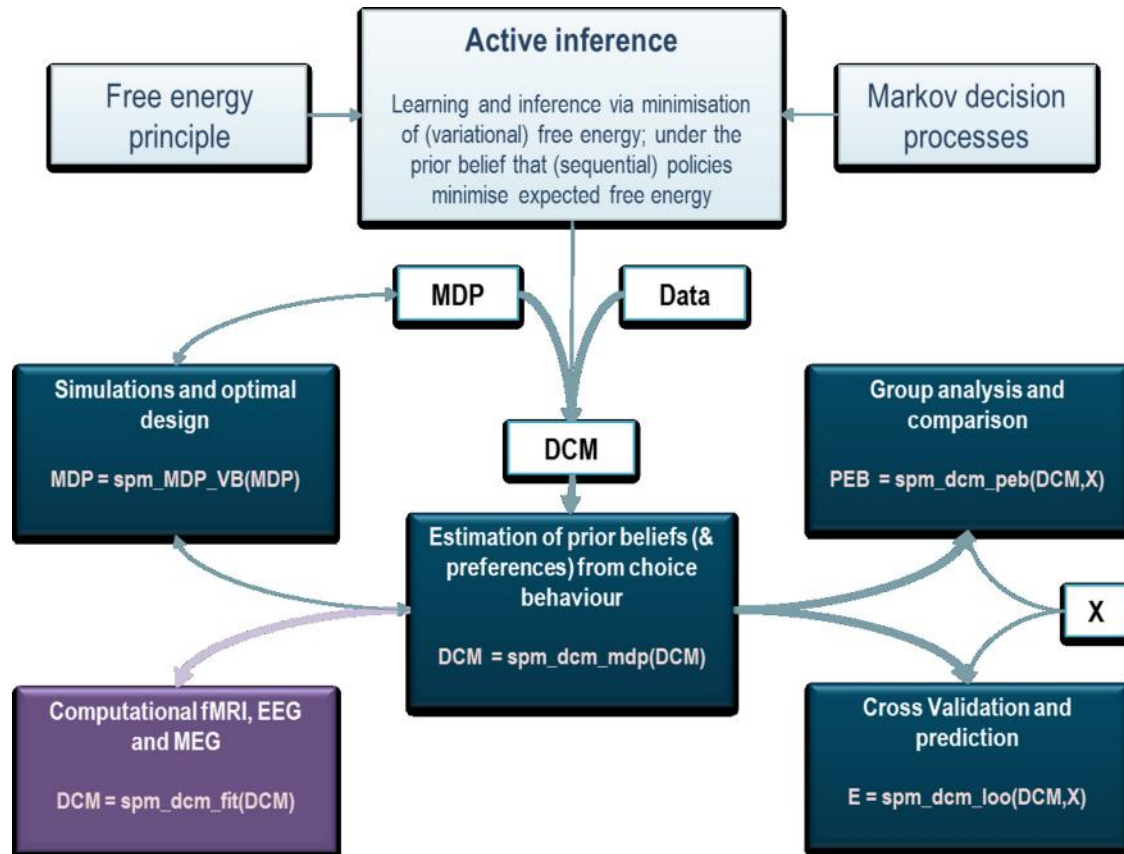 Active inference
Learning and inference via minimisation
of (variational) free energy; under the
prior belief that (sequential) policies
minimise expected free energy
Free energy
principle
Markov decision
processes
MDP
Data
Simulations and optimal
design
MDP = spm_MDP_VB(MDP)
DCM
Group analysis and
comparison
PEB = spm_dcm_peb(DCM,X)
Estimation of prior beliefs (&
preferences) from choice
behaviour
DCM = spm_dcm_mdp(DCM)
X
Computational fMRI, EEG
and MEG
DCM = spm_dcm_fit(DCM)
Cross Validation and
prediction
E = spm_dcm_loo(DCM,X)